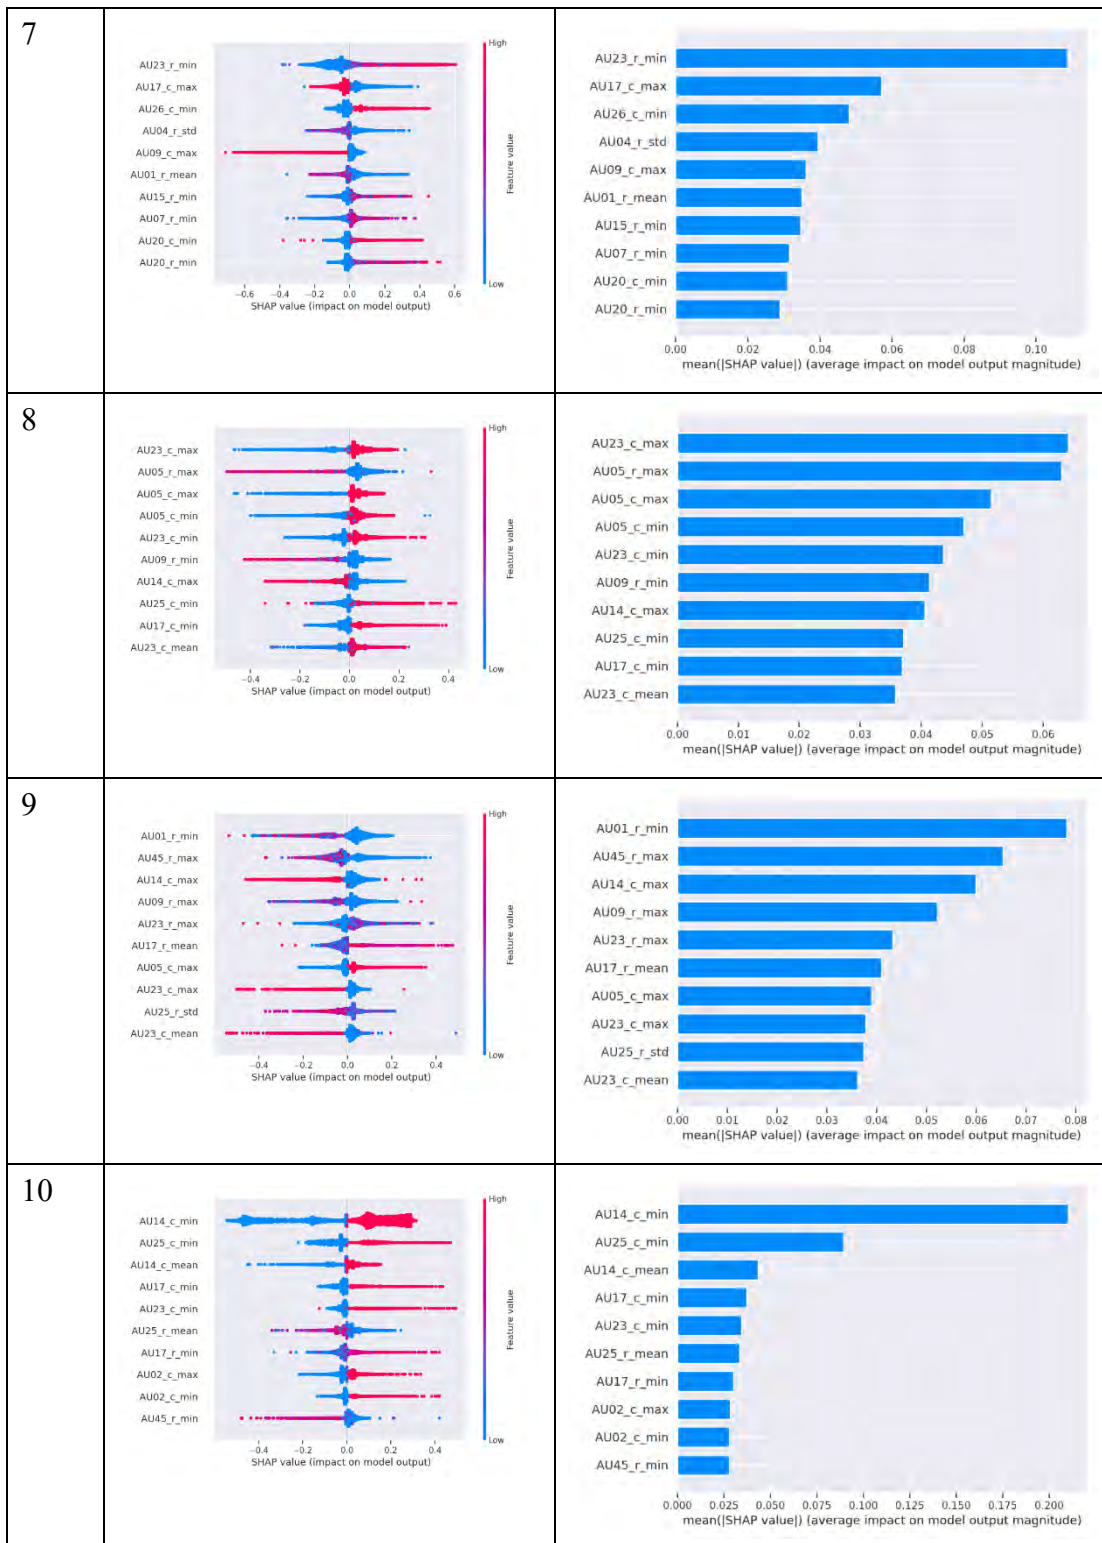 7
High
AU23_r_min
AU17_c_max
AU26_c_min
AU04_r_std
AU09_c_max
AU01_r_mean
AU15_r_min
AU07_r_min
AU20_c_min
AU20_r_min
Feature value
Low
−0.6 −0.4 −0.2 0.0 0.2 0.4 0.6
SHAP value (impact on model output)
AU23_r_min
AU17_c_max
AU26_c_min
AU04_r_std
AU09_c_max
AU01_r_mean
AU15_r_min
AU07_r_min
AU20_c_min
AU20_r_min
0.00 0.02 0.04 0.06 0.08 0.10
mean(|SHAP value|) (average impact on model output magnitude)
8
High
AU23_c_max
AU05_r_max
AU05_c_max
AU05_c_min
AU23_c_min
AU09_r_min
AU14_c_max
AU25_c_min
AU17_c_min
AU23_c_mean
Feature value
Low
−0.4 −0.2 0.0 0.2 0.4
SHAP value (impact on model output)
AU23_c_max
AU05_r_max
AU05_c_max
AU05_c_min
AU23_c_min
AU09_r_min
AU14_c_max
AU25_c_min
AU17_c_min
AU23_c_mean
0.00 0.01 0.02 0.03 0.04 0.05 0.06
mean(|SHAP value|) (average impact on model output magnitude)
9
High
AU01_r_min
AU45_r_max
AU14_c_max
AU09_r_max
AU23_r_max
AU17_r_mean
AU05_c_max
AU23_c_max
AU25_r_std
AU23_c_mean
Feature value
Low
−0.4 −0.2 0.0 0.2 0.4
SHAP value (impact on model output)
AU01_r_min
AU45_r_max
AU14_c_max
AU09_r_max
AU23_r_max
AU17_r_mean
AU05_c_max
AU23_c_max
AU25_r_std
AU23_c_mean
0.00 0.01 0.02 0.03 0.04 0.05 0.06 0.07 0.08
mean(|SHAP value|) (average impact on model output magnitude)
10
High
AU14_c_min
AU25_c_min
AU14_c_mean
AU17_c_min
AU23_c_min
AU25_r_mean
AU17_r_min
AU02_c_max
AU02_c_min
AU45_r_min
Feature value
Low
−0.4 −0.2 0.0 0.2 0.4
SHAP value (impact on model output)
AU14_c_min
AU25_c_min
AU14_c_mean
AU17_c_min
AU23_c_min
AU25_r_mean
AU17_r_min
AU02_c_max
AU02_c_min
AU45_r_min
0.000 0.025 0.050 0.075 0.100 0.125 0.150 0.175 0.200
mean(|SHAP value|) (average impact on model output magnitude)